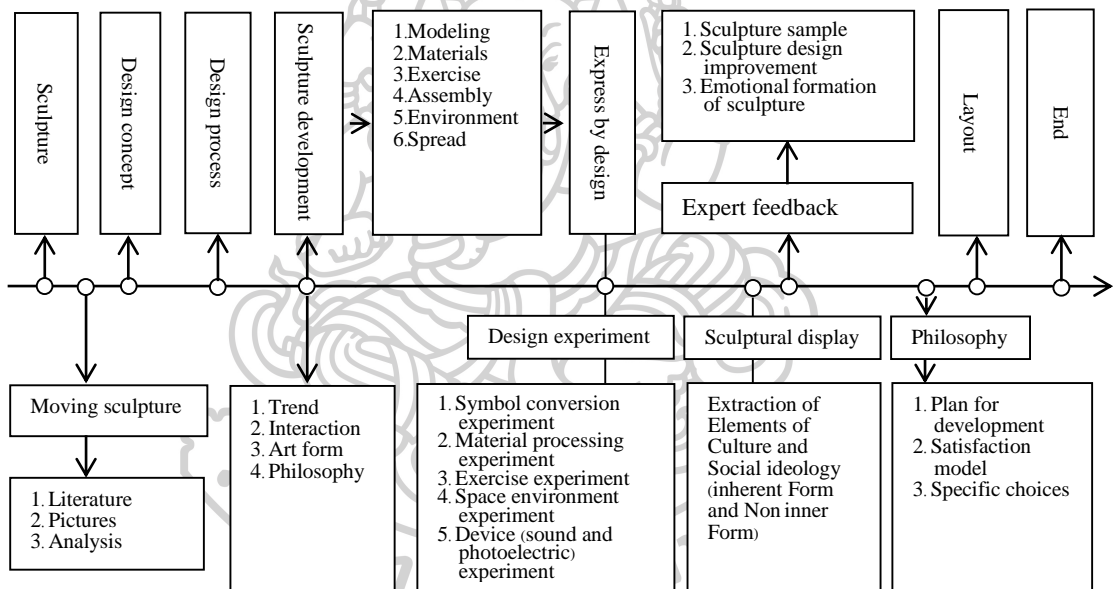 Sculpture
Design concept
Design process
Sculpture development
1. Modeling
2. Materials
3. Exercise
4. Assembly
5. Environment
6. Spread
Express by design
1. Sculpture sample
2. Sculpture design
improvement
3. Emotional formation
of sculpture
Expert feedback
Layout
End
Moving sculpture
1. Literature
2. Pictures
3. Analysis
1. Trend
2. Interaction
3. Art form
4. Philosophy
Design experiment
1. Symbol conversion
experiment
2. Material processing
experiment
3. Exercise experiment
4. Space environment
experiment
5. Device (sound and
photoelectric)
experiment
Sculptural display
Extraction of
Elements of
Culture and
Social ideology
(inherent Form
and Non inner
Form)
Philosophy
1. Plan for
development
2. Satisfaction
model
3. Specific choices